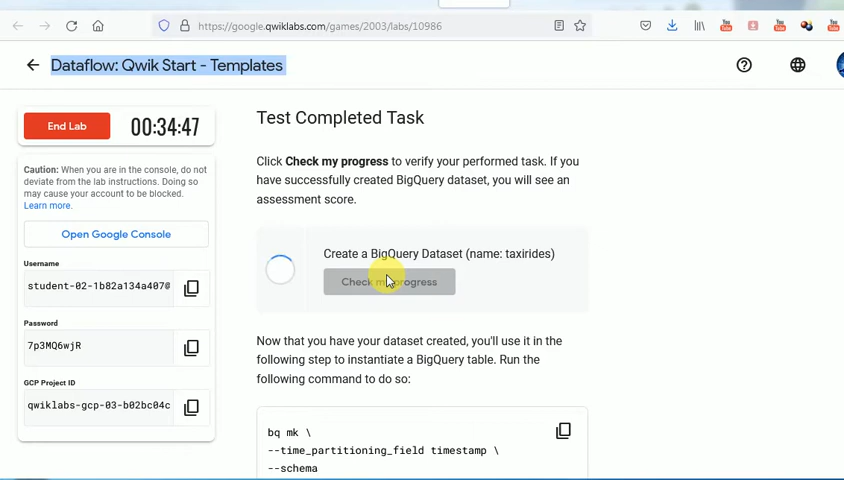 https://google.qwiklabs.com/games/2003/labs/10986
Dataflow: Qwik Start - Templates
End Lab
00:34:47
Caution: When you are in the console, do not
deviate from the lab instructions. Doing so
may cause your account to be blocked.
Learn more.
Open Google Console
Username
student-02-1b82a134a407@
Password
7p3MQ6wjR
GCP Project ID
qwiklabs-gcp-03-b02bc04c
Test Completed Task
Click Check my progress to verify your performed task. If you
have successfully created BigQuery dataset, you will see an
assessment score.
Create a BigQuery Dataset (name: taxirides)
Check my progress
Now that you have your dataset created, you'll use it in the
following step to instantiate a BigQuery table. Run the
following command to do so:
bq mk \
--time_partitioning_field timestamp \
--schema